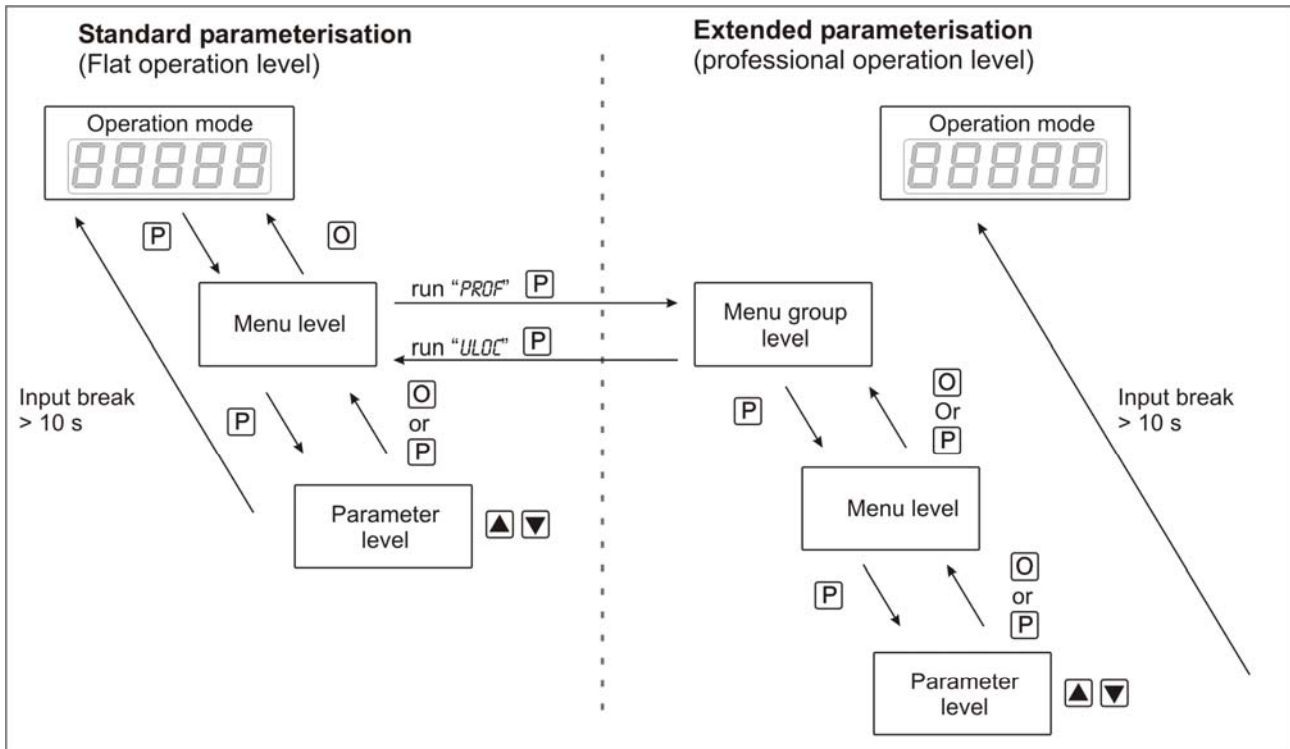 Standard parameterisation
(Flat operation level)
Operation mode
88888
P
O
Menu level
run “PROF” P
run “ULOC” P
Input break
> 10 s
P
O
or
P
Parameter
level
▲ ▼
Extended parameterisation
(professional operation level)
Operation mode
88888
Menu group
level
P
O
Or
P
Input break
> 10 s
Menu level
P
O
or
P
Parameter
level
▲ ▼